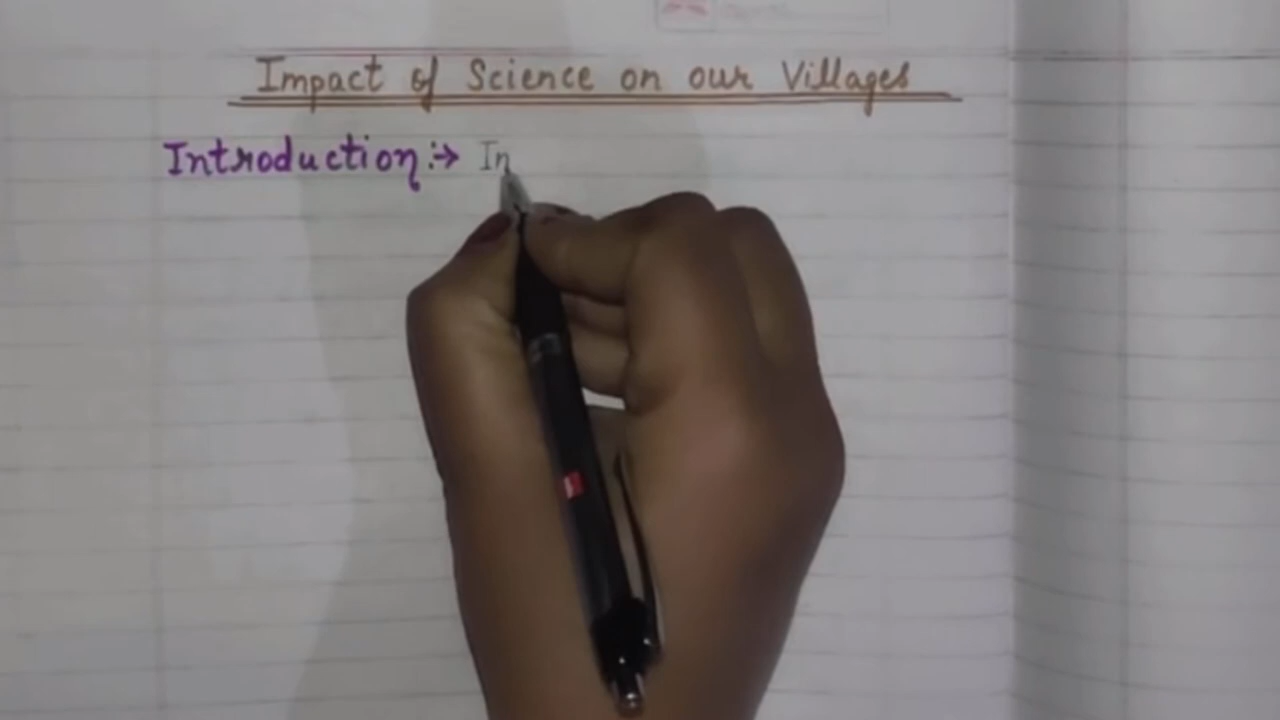 Impact of Science on our Villages
Introduction :→ In